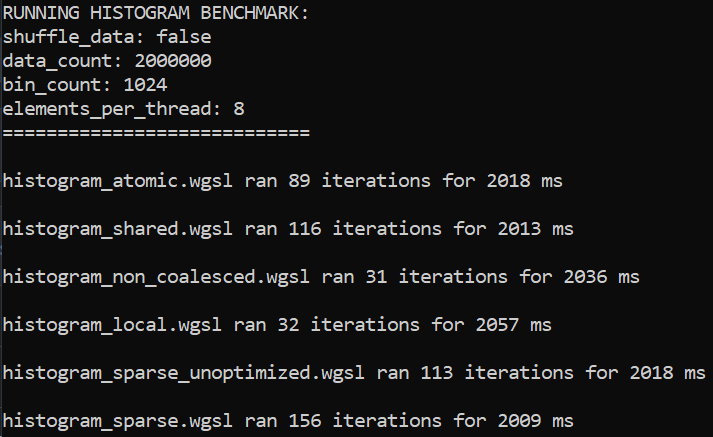 RUNNING HISTOGRAM BENCHMARK:
shuffle_data: false
data_count: 2000000
bin_count: 1024
elements_per_thread: 8
============================
histogram_atomic.wgsl ran 89 iterations for 2018 ms
histogram_shared.wgsl ran 116 iterations for 2013 ms
histogram_non_coalesced.wgsl ran 31 iterations for 2036 ms
histogram_local.wgsl ran 32 iterations for 2057 ms
histogram_sparse_unoptimized.wgsl ran 113 iterations for 2018 ms
histogram_sparse.wgsl ran 156 iterations for 2009 ms